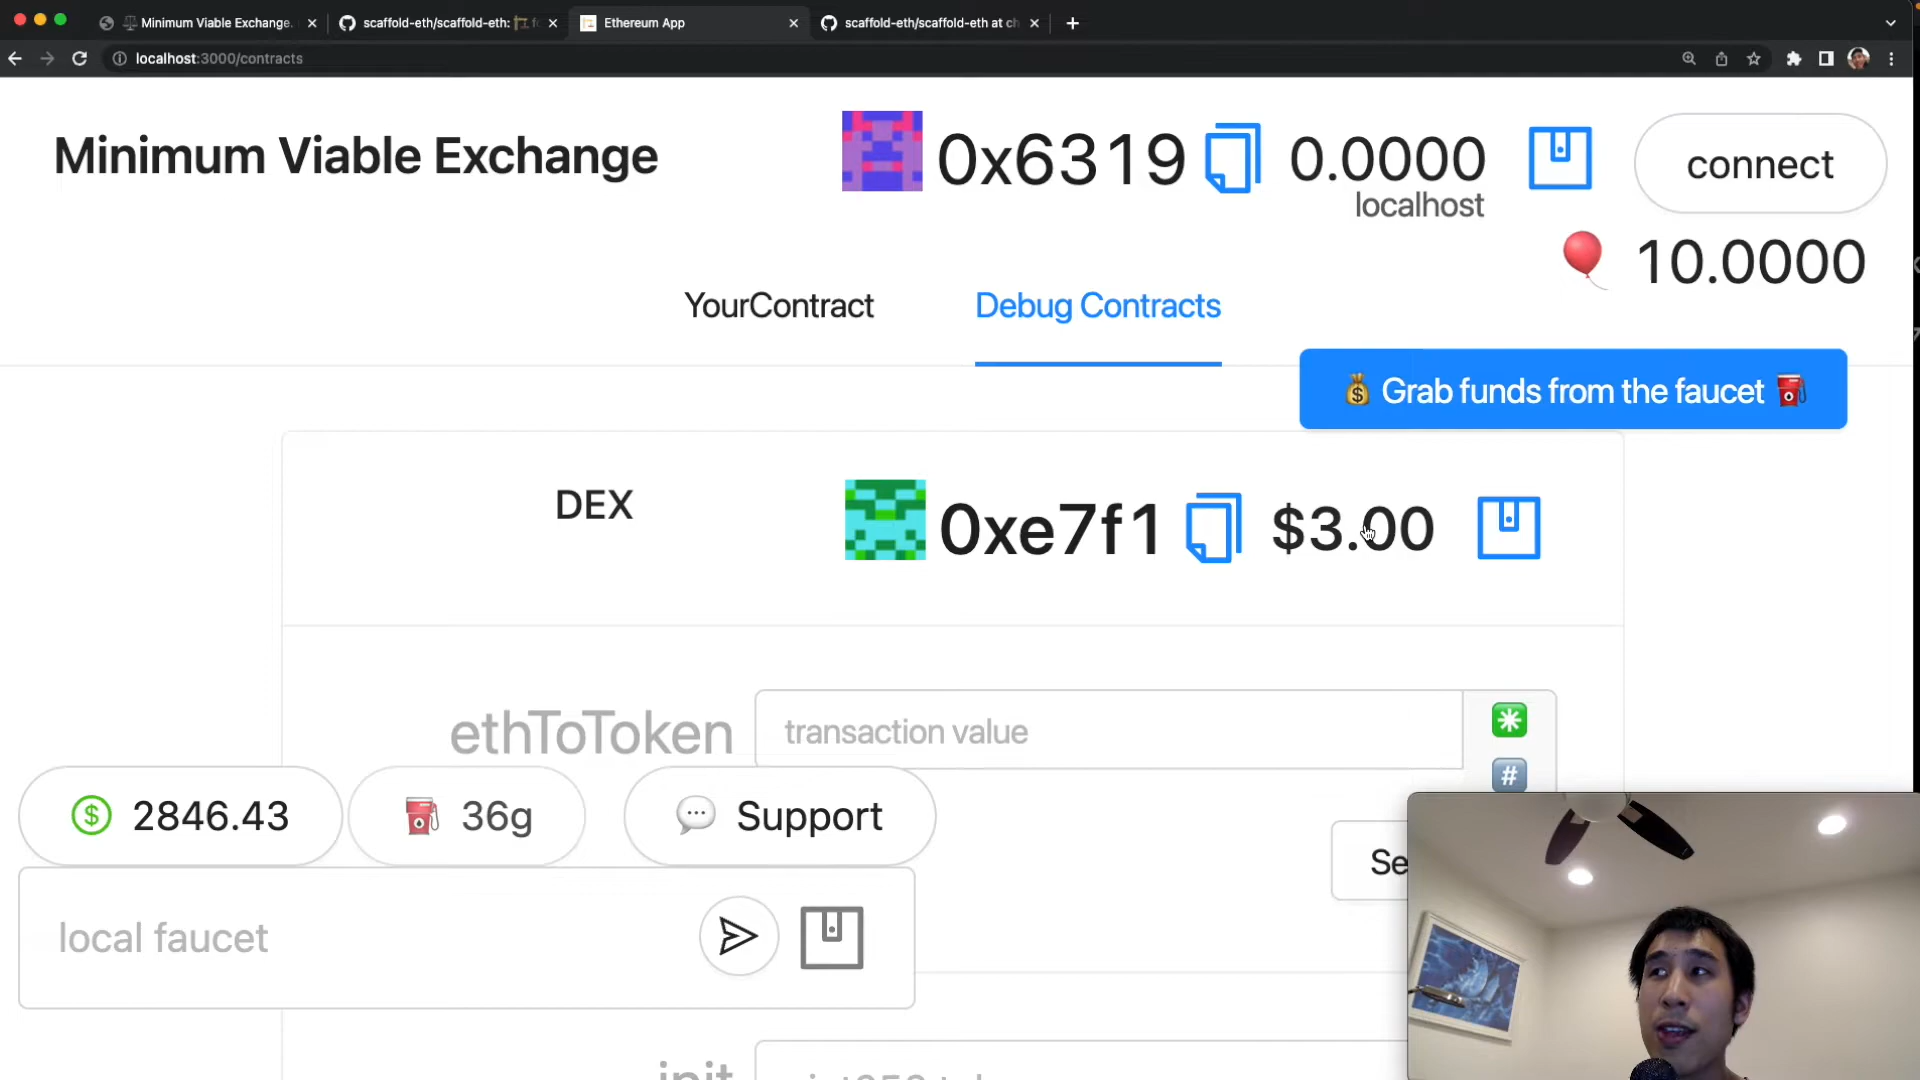 Minimum Viable Exchange.
scaffold-eth/scaffold-eth:
Ethereum App
scaffold-eth/scaffold-eth at ch
localhost:3000/contracts
Minimum Viable Exchange
0x6319
0.0000
connect
localhost
10.0000
YourContract
Debug Contracts
Grab funds from the faucet
DEX
0xe7f1
$3.00
ethToToken
transaction value
#
2846.43
36g
Support
Se
local faucet
init